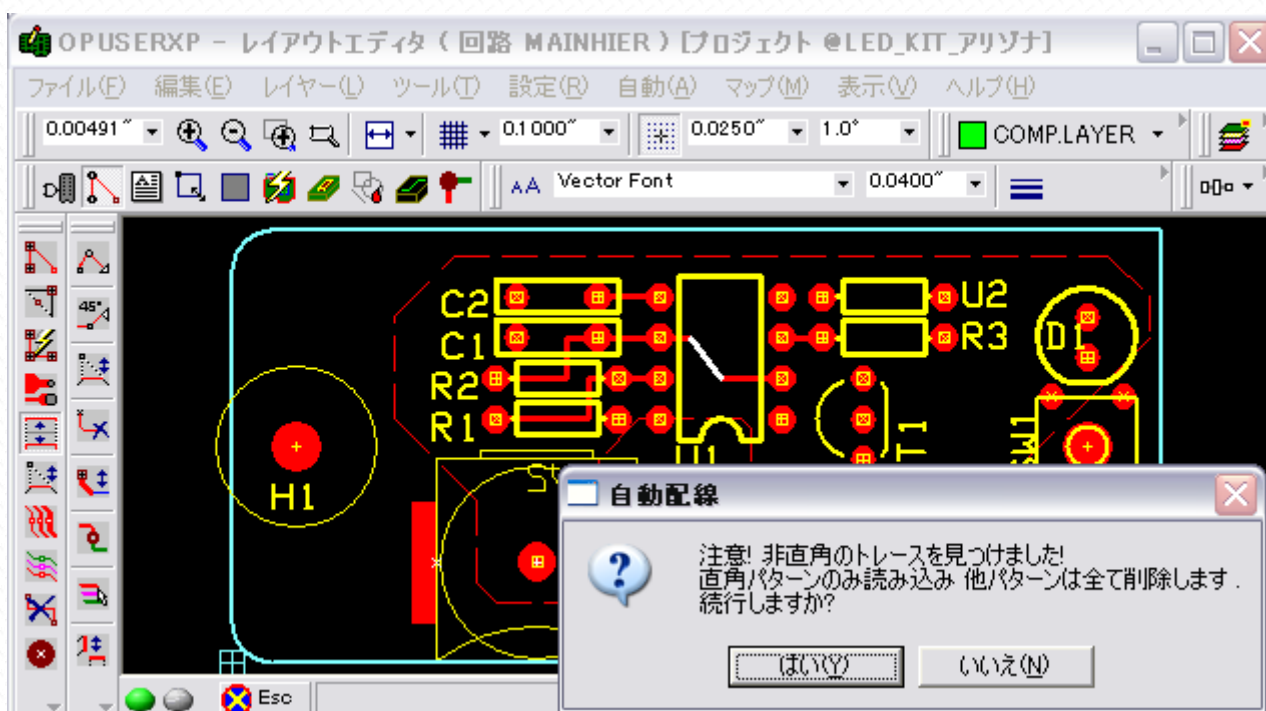 OPUSERXP - レイアウトエディタ ( 回路 MAINHIER ) [プロジェクト @LED_KIT_アリゾナ]
ファイル(F) 編集(E) レイヤー(L) ツール(T) 設定(R) 自動(A) マップ(M) 表示(V) ヘルプ(H)
0.00491" 0.1000" 0.0250" 1.0° COMP.LAYER
AA Vector Font 0.0400"
45°
C2 U2
C1 R3 D1
R2
R1 U1 T1 SW1
H1
自動配線
注意! 非直角のトレースを見つけました!
直角パターンのみ読み込み 他パターンは全て削除します.
続行しますか?
はい(Y) いいえ(N)
Esc